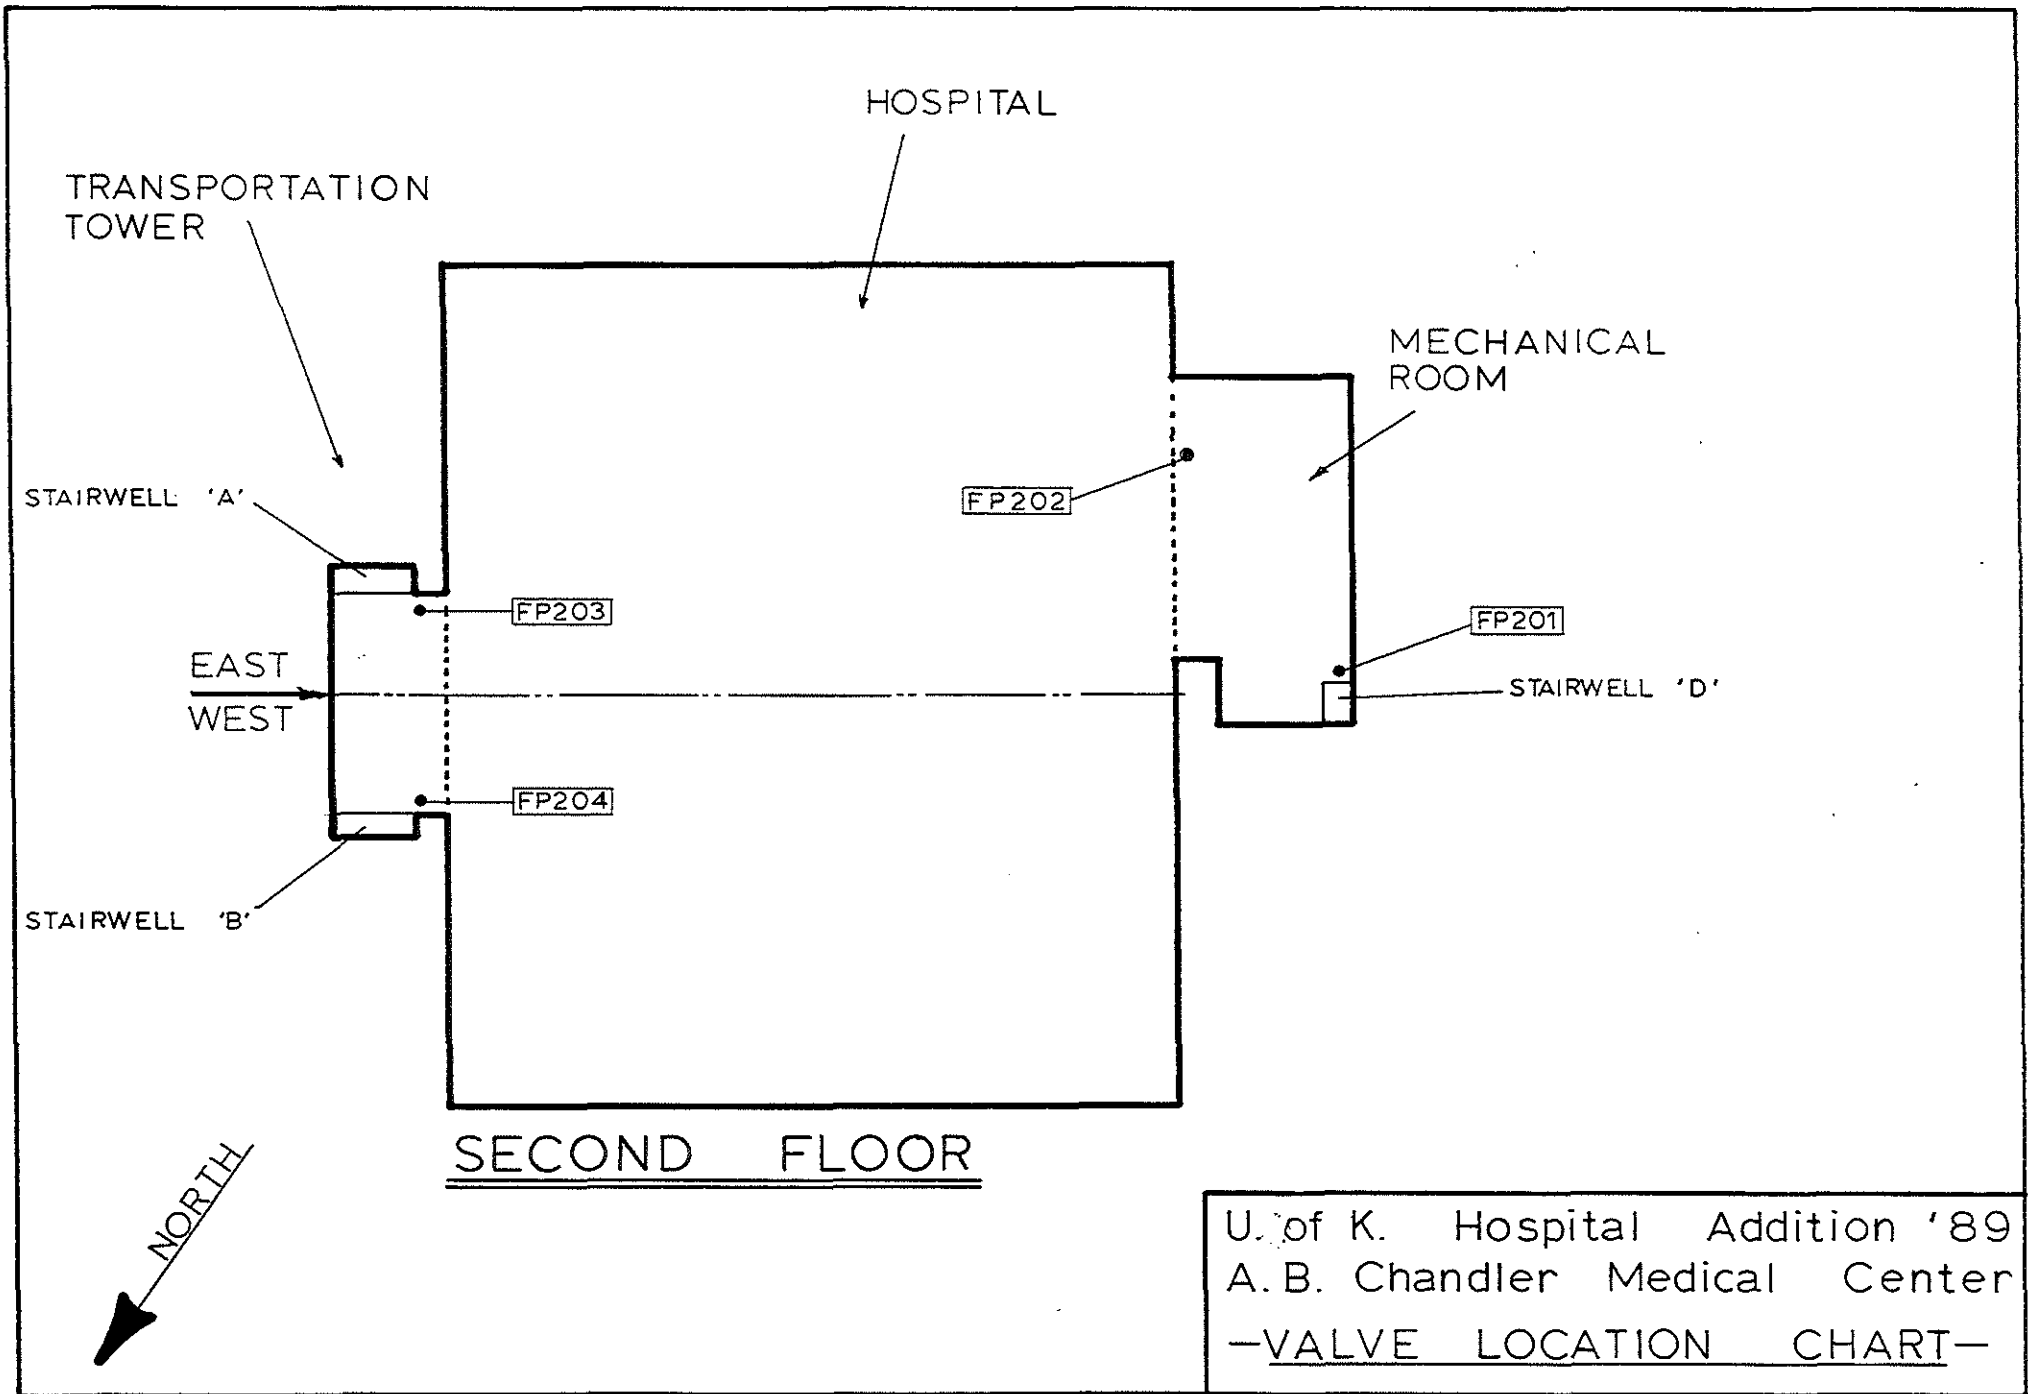 HOSPITAL
TRANSPORTATION
TOWER
MECHANICAL
ROOM
STAIRWELL 'A'
FP202
FP203
FP201
EAST
WEST
STAIRWELL 'D'
FP204
STAIRWELL 'B'
SECOND FLOOR
NORTH
U. of K. Hospital Addition '89
A. B. Chandler Medical Center
—VALVE LOCATION CHART—